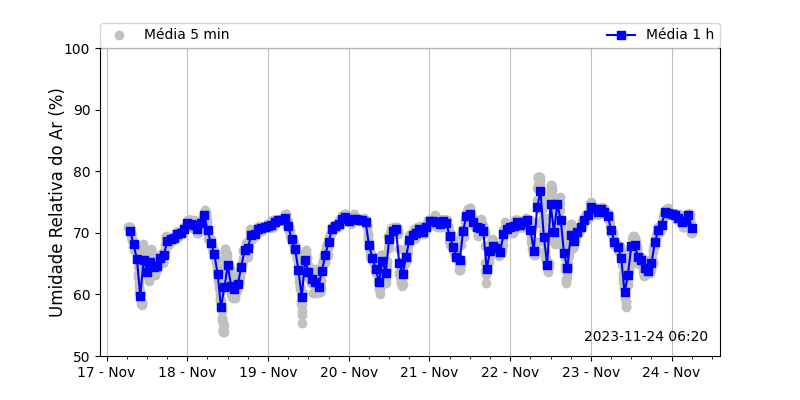 Média 5 min
Média 1 h
Umidade Relativa do Ar (%)
100
90
80
70
60
50
2023-11-24 06:20
17 - Nov
18 - Nov
19 - Nov
20 - Nov
21 - Nov
22 - Nov
23 - Nov
24 - Nov